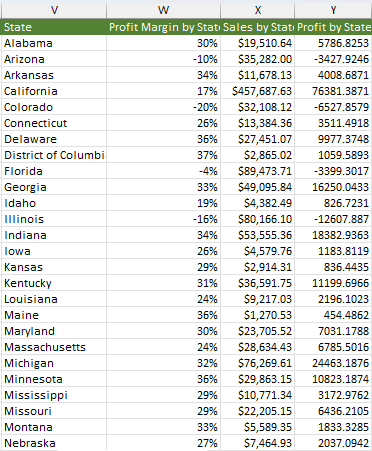 V W X Y
State Profit Margin by State Sales by State Profit by State
Alabama 30% $19,510.64 5786.8253
Arizona -10% $35,282.00 -3427.9246
Arkansas 34% $11,678.13 4008.6871
California 17% $457,687.63 76381.3871
Colorado -20% $32,108.12 -6527.8579
Connecticut 26% $13,384.36 3511.4918
Delaware 36% $27,451.07 9977.3748
District of Columbi 37% $2,865.02 1059.5893
Florida -4% $89,473.71 -3399.3017
Georgia 33% $49,095.84 16250.0433
Idaho 19% $4,382.49 826.7231
Illinois -16% $80,166.10 -12607.887
Indiana 34% $53,555.36 18382.9363
Iowa 26% $4,579.76 1183.8119
Kansas 29% $2,914.31 836.4435
Kentucky 31% $36,591.75 11199.6966
Louisiana 24% $9,217.03 2196.1023
Maine 36% $1,270.53 454.4862
Maryland 30% $23,705.52 7031.1788
Massachusetts 24% $28,634.43 6785.5016
Michigan 32% $76,269.61 24463.1876
Minnesota 36% $29,863.15 10823.1874
Mississippi 29% $10,771.34 3172.9762
Missouri 29% $22,205.15 6436.2105
Montana 33% $5,589.35 1833.3285
Nebraska 27% $7,464.93 2037.0942